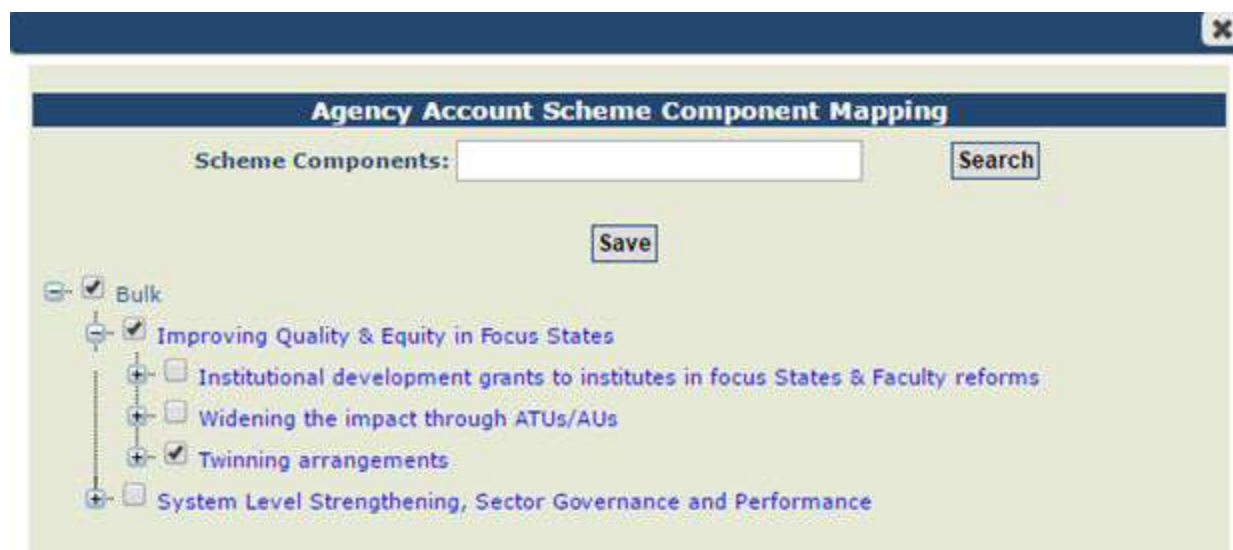 Agency Account Scheme Component Mapping
Scheme Components: Search
Save
Bulk
Improving Quality & Equity in Focus States
Institutional development grants to institutes in focus States & Faculty reforms
Widening the impact through ATUs/AUs
Twinning arrangements
System Level Strengthening, Sector Governance and Performance